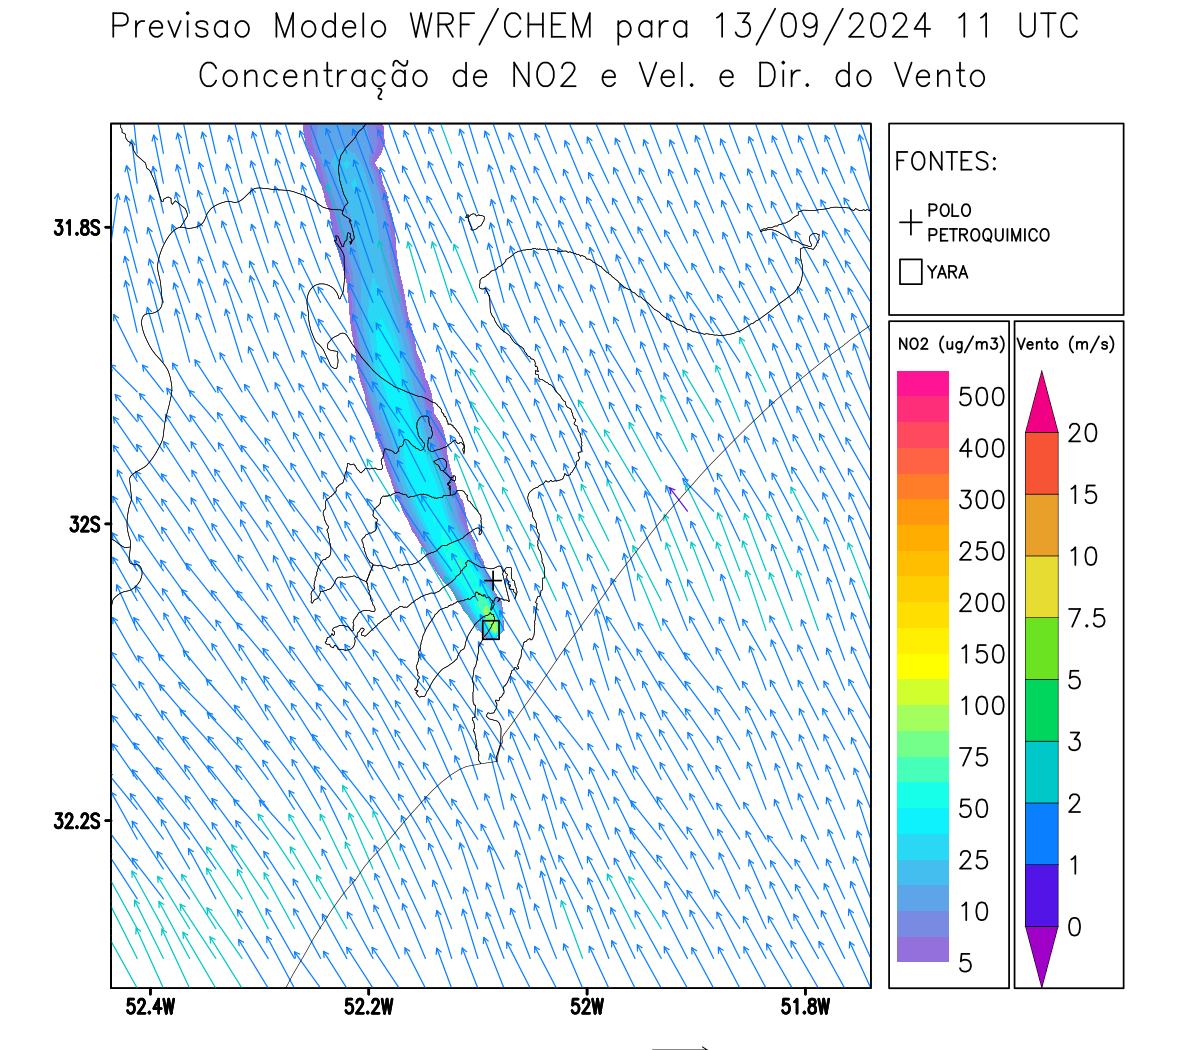 Previsao Modelo WRF/CHEM para 13/09/2024 11 UTC
Concentração de NO2 e Vel. e Dir. do Vento
FONTES:
POLO
PETROQUIMICO
YARA
NO2 (ug/m3)
500
400
300
250
200
150
100
75
50
25
10
5
Vento (m/s)
20
15
10
7.5
5
3
2
1
0
31.8S
32S
32.2S
52.4W
52.2W
52W
51.8W